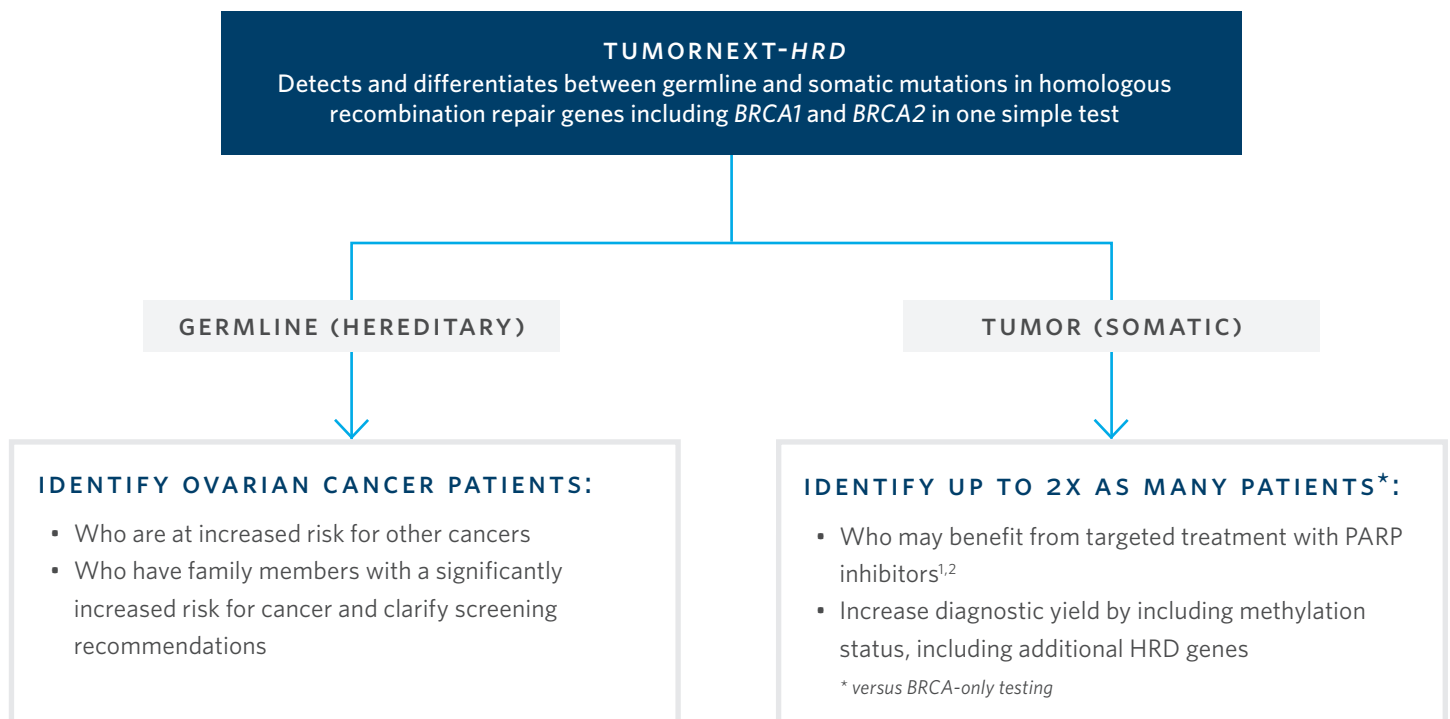 TUMORNEXT-HRD
Detects and differentiates between germline and somatic mutations in homologous
recombination repair genes including BRCA1 and BRCA2 in one simple test
GERMLINE (HEREDITARY)
TUMOR (SOMATIC)
IDENTIFY OVARIAN CANCER PATIENTS:
• Who are at increased risk for other cancers
• Who have family members with a significantly
increased risk for cancer and clarify screening
recommendations
IDENTIFY UP TO 2X AS MANY PATIENTS*:
• Who may benefit from targeted treatment with PARP
inhibitors1,2
• Increase diagnostic yield by including methylation
status, including additional HRD genes
* versus BRCA-only testing